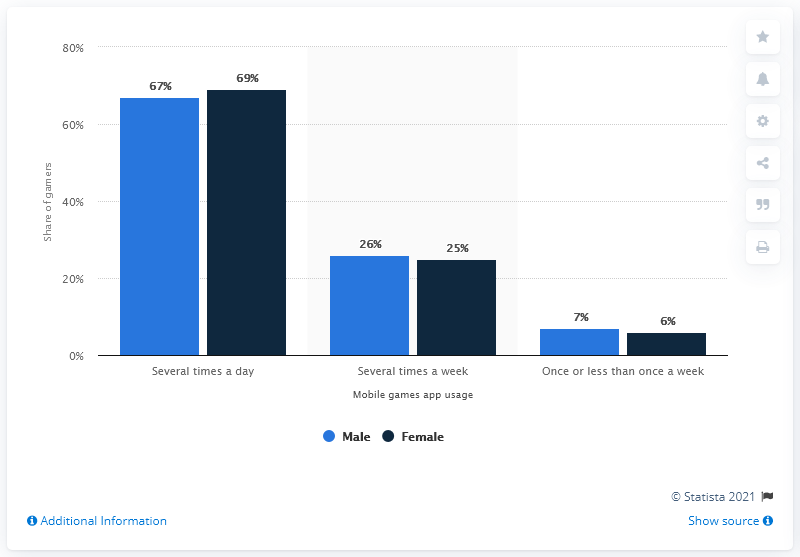 80%
60%
40%
20%
0%
Share of gamers
67%
69%
26%
25%
7%
6%
Several times a day
Several times a week
Once or less than once a week
Mobile games app usage
Male
Female
© Statista 2021
Additional Information
Show source